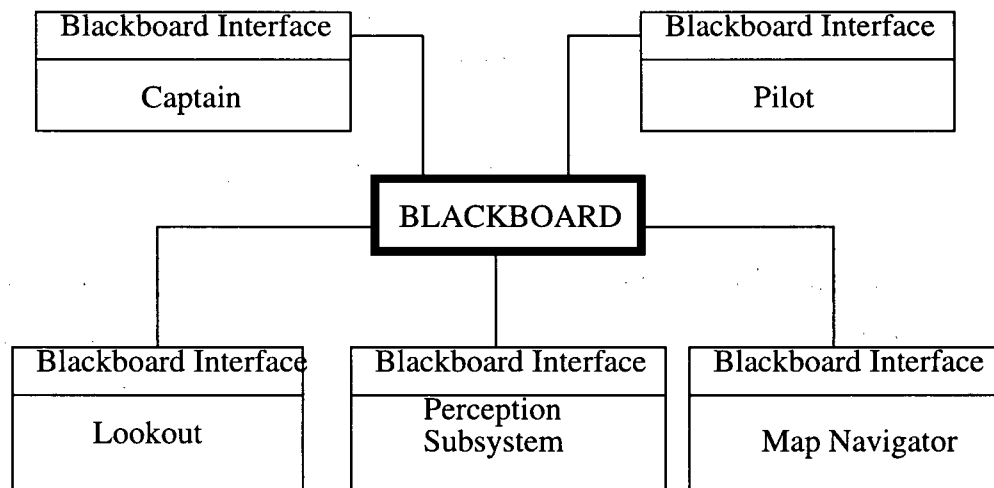 Blackboard Interface
Captain
Blackboard Interface
Pilot
BLACKBOARD
Blackboard Interface
Lookout
Blackboard Interface
Perception
Subsystem
Blackboard Interface
Map Navigator